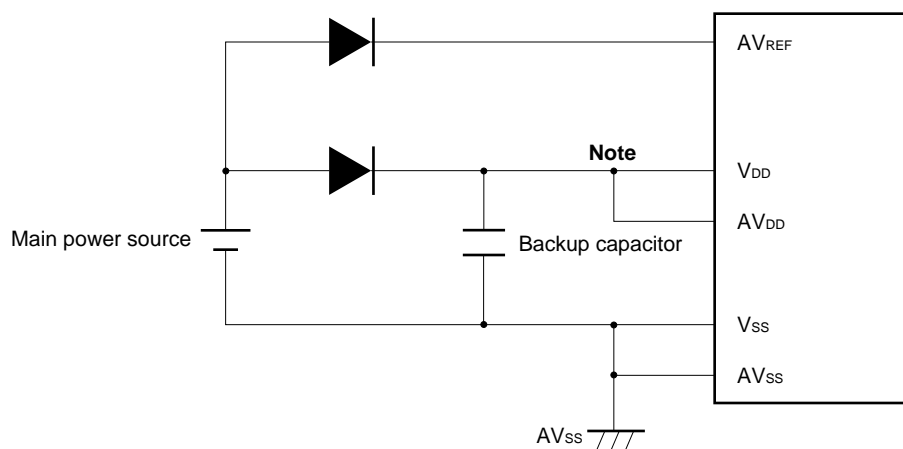 AVREF
Note
VDD
AVDD
Main power source
Backup capacitor
VSS
AVSS
AVSS